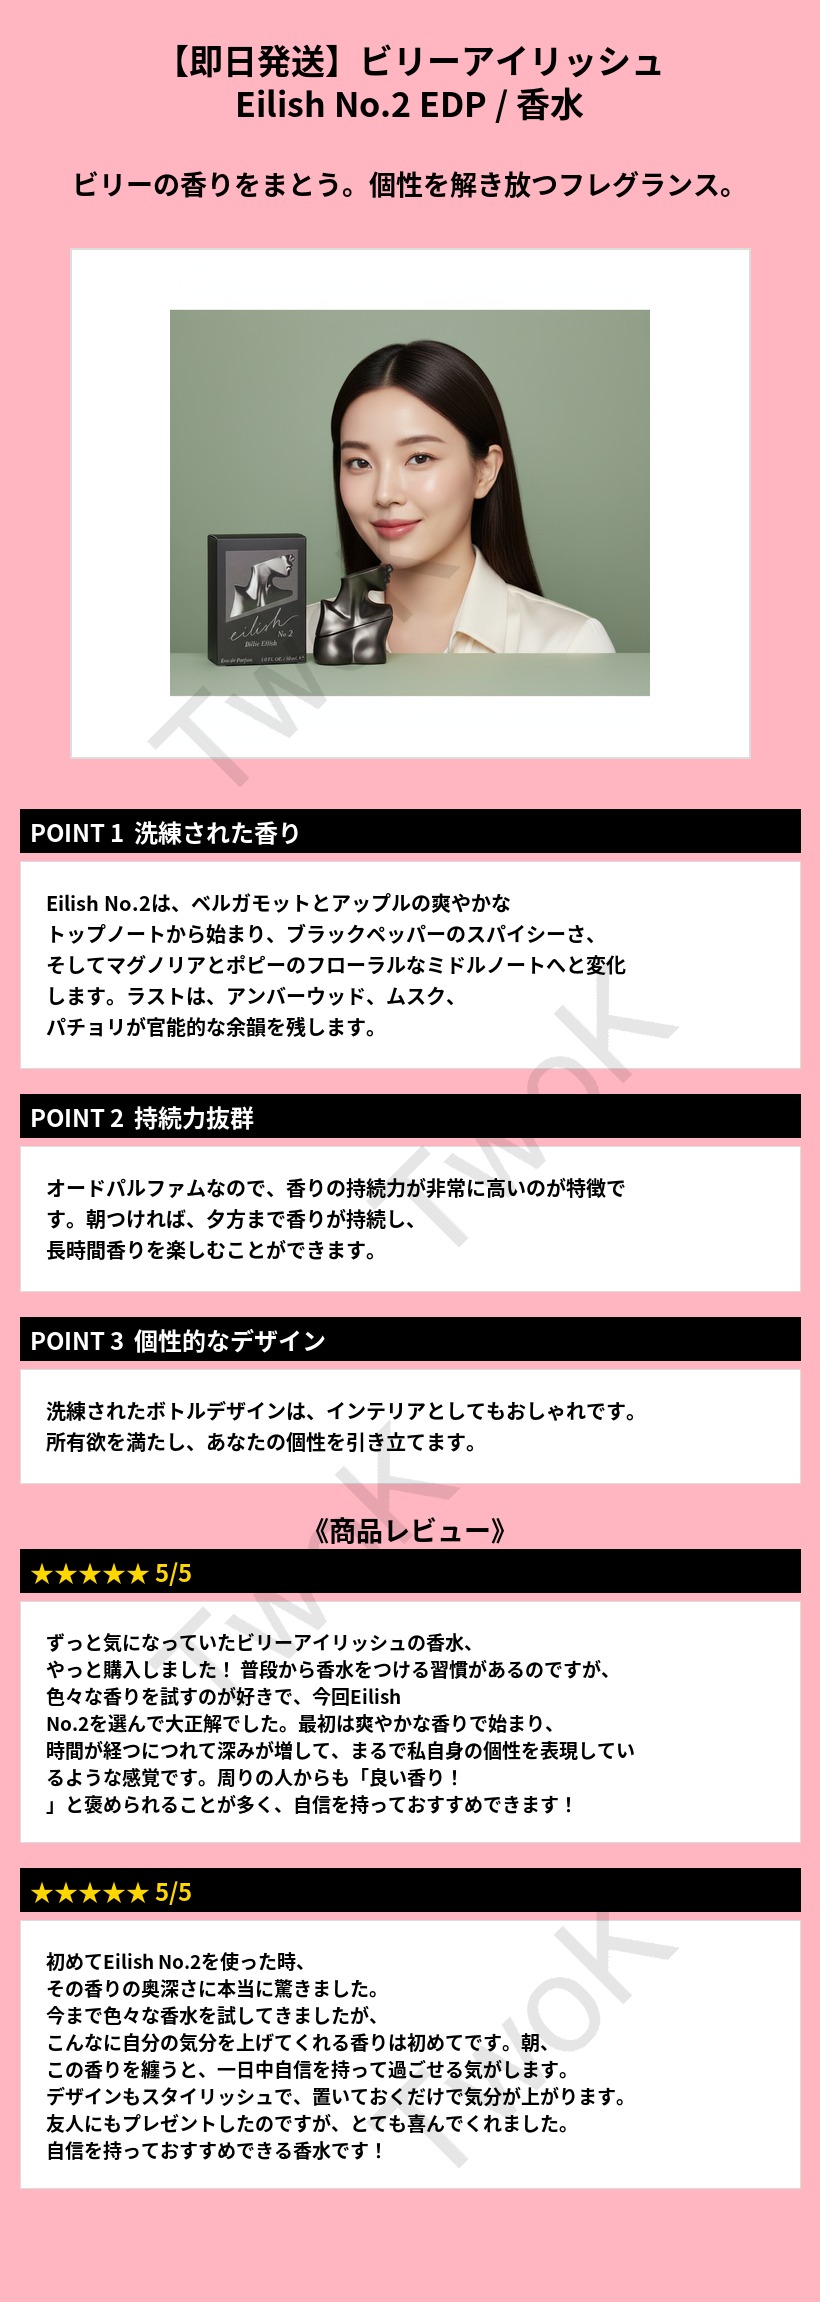 【即日発送】ビリーアイリッシュ
Eilish No.2 EDP / 香水
ビリーの香りをまとう。個性を解き放つフレグランス。
eilish
No.2
Billie Eilish
Eau de Parfum 1.0 FL. OZ. / 30 mL ℮
TwoK
POINT 1 洗練された香り
Eilish No.2は、ベルガモットとアップルの爽やかな
トップノートから始まり、ブラックペッパーのスパイシーさ、
そしてマグノリアとポピーのフローラルなミドルノートへと変化
します。ラストは、アンバーウッド、ムスク、
パチョリが官能的な余韻を残します。
TwoK
POINT 2 持続力抜群
オードパルファムなので、香りの持続力が非常に高いのが特徴で
す。朝つければ、夕方まで香りが持続し、
長時間香りを楽しむことができます。
POINT 3 個性的なデザイン
洗練されたボトルデザインは、インテリアとしてもおしゃれです。
所有欲を満たし、あなたの個性を引き立てます。
TwoK
《商品レビュー》
★★★★★ 5/5
ずっと気になっていたビリーアイリッシュの香水、
やっと購入しました！ 普段から香水をつける習慣があるのですが、
色々な香りを試すのが好きで、今回Eilish
No.2を選んで大正解でした。最初は爽やかな香りで始まり、
時間が経つにつれて深みが増して、まるで私自身の個性を表現してい
るような感覚です。周りの人からも「良い香り！
」と褒められることが多く、自信を持っておすすめできます！
★★★★★ 5/5
初めてEilish No.2を使った時、
その香りの奥深さに本当に驚きました。
今まで色々な香水を試してきましたが、
こんなに自分の気分を上げてくれる香りは初めてです。朝、
この香りを纏うと、一日中自信を持って過ごせる気がします。
デザインもスタイリッシュで、置いておくだけで気分が上がります。
友人にもプレゼントしたのですが、とても喜んでくれました。
自信を持っておすすめできる香水です！
TwoK